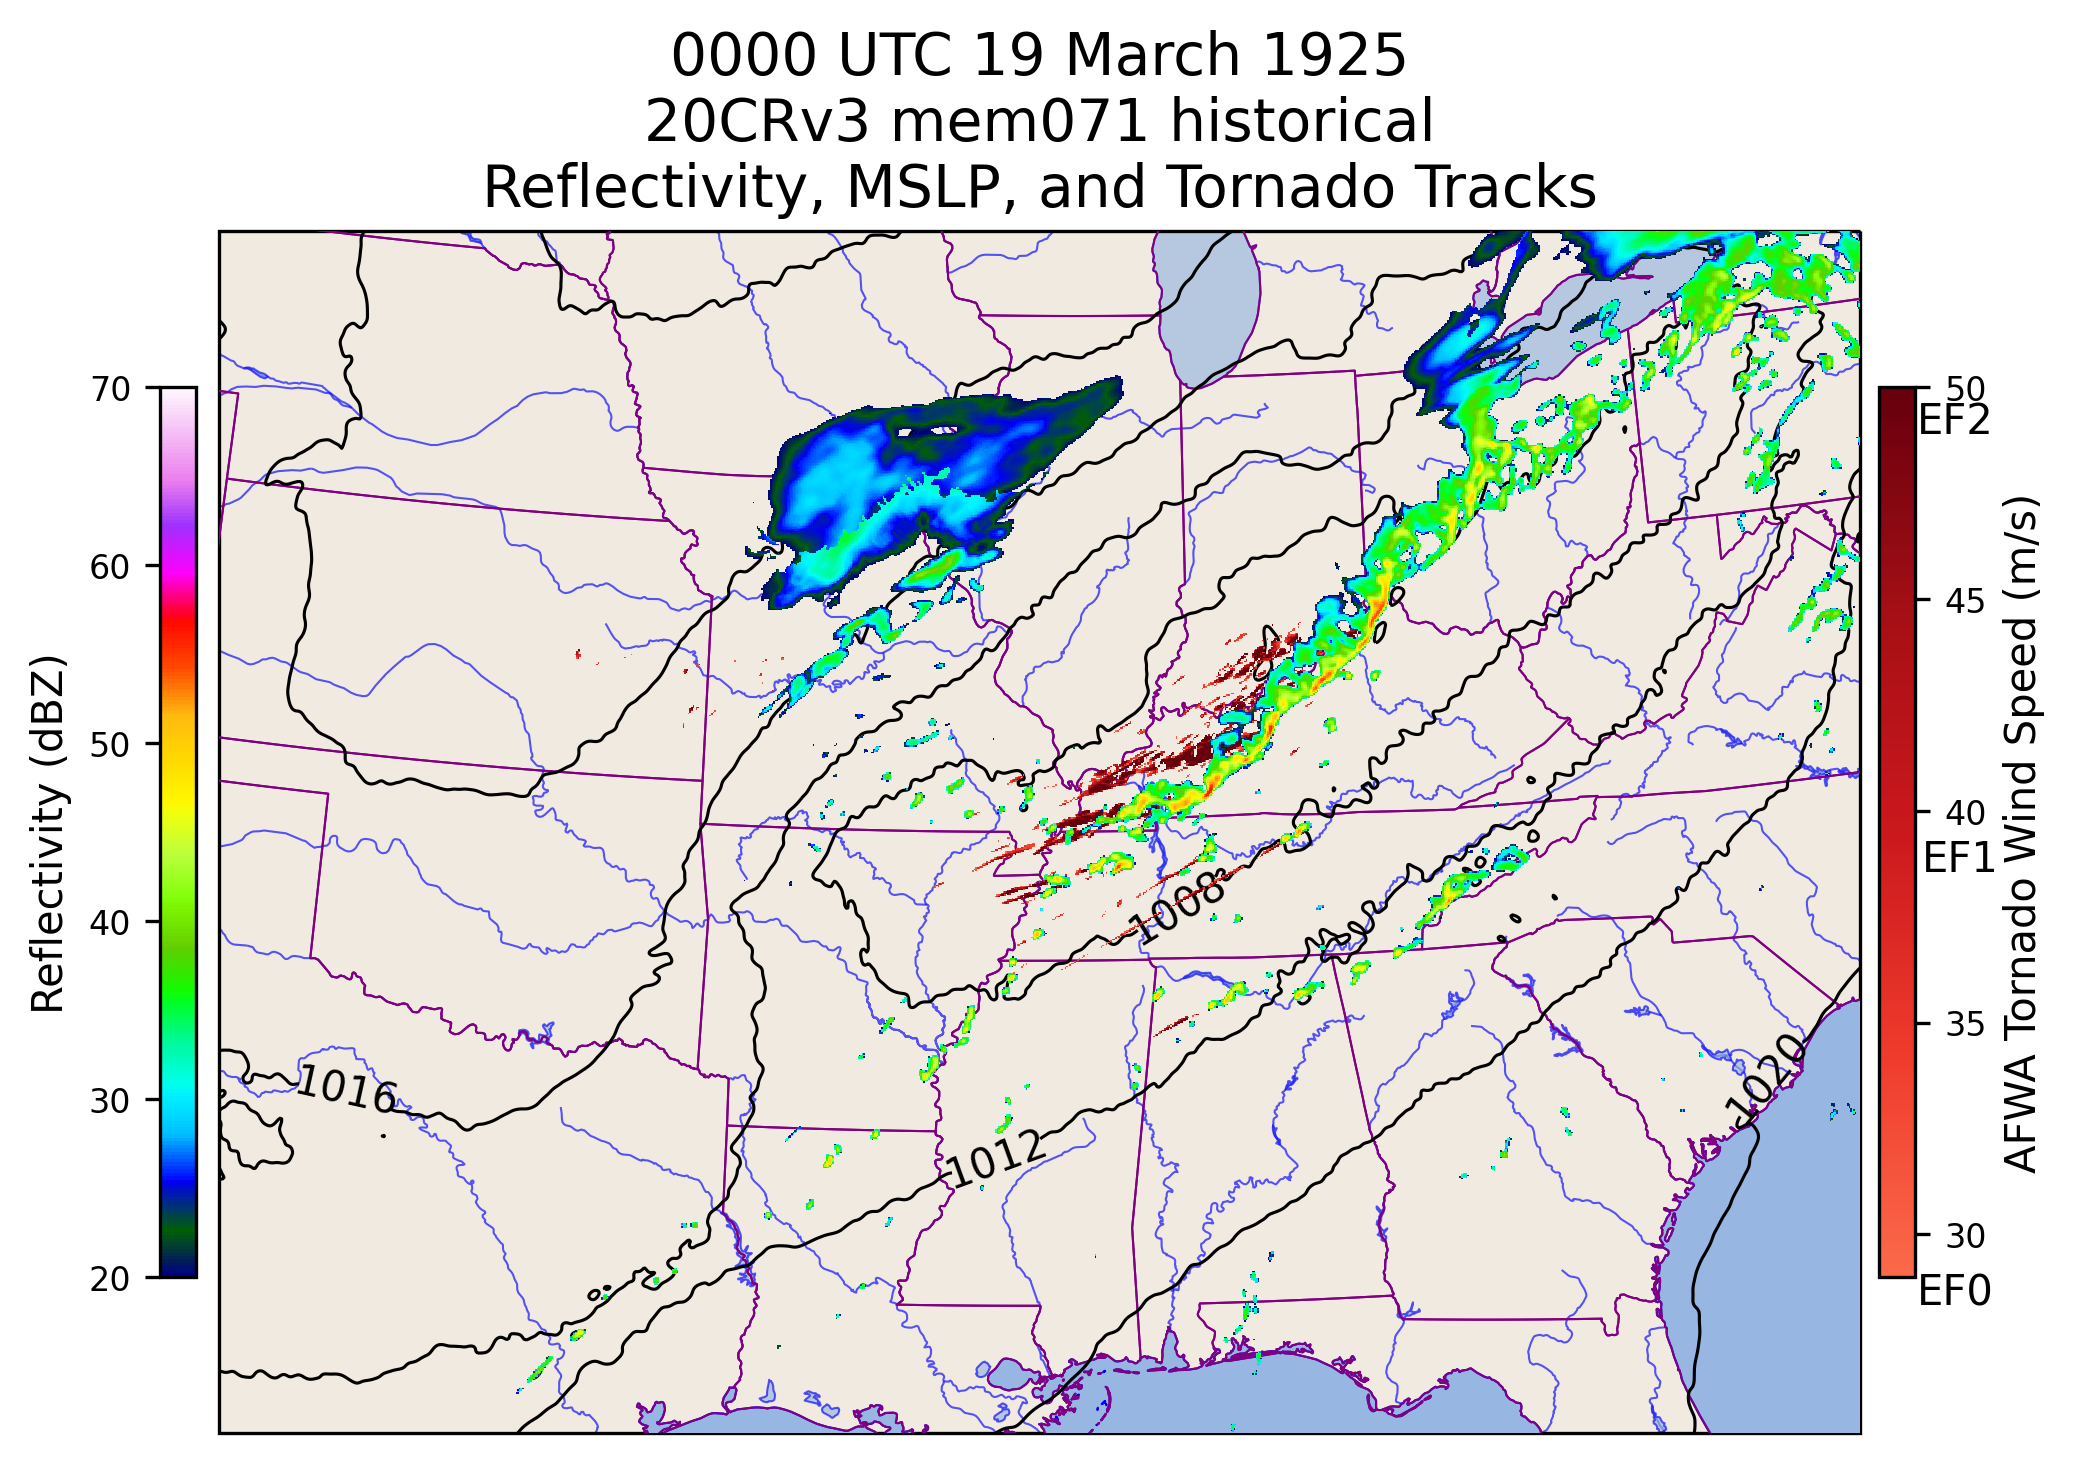 0000 UTC 19 March 1925
20CRv3 mem071 historical
Reflectivity, MSLP, and Tornado Tracks
Reflectivity (dBZ)
70
60
50
40
30
20
1008
1016
1012
1020
50
EF2
45
40
EF1
35
30
EF0
AFWA Tornado Wind Speed (m/s)